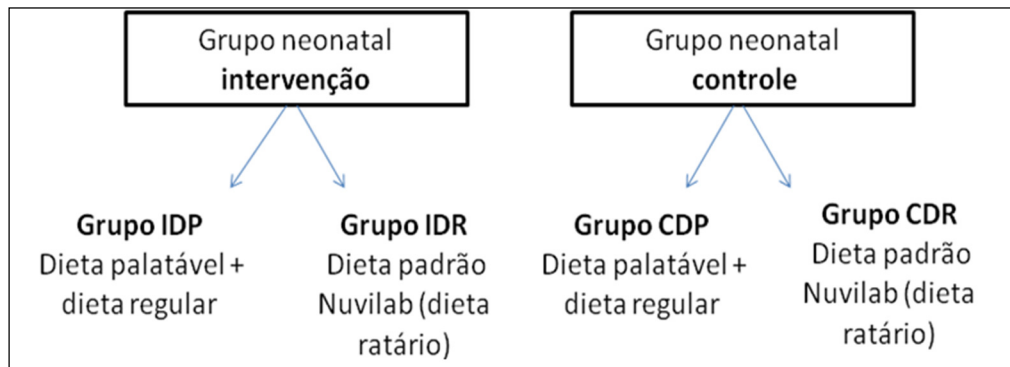 Grupo neonatal
intervenção
Grupo neonatal
controle
Grupo IDP
Dieta palatável +
dieta regular
Grupo IDR
Dieta padrão
Nuvilab (dieta
ratário)
Grupo CDP
Dieta palatável +
dieta regular
Grupo CDR
Dieta padrão
Nuvilab (dieta
ratário)